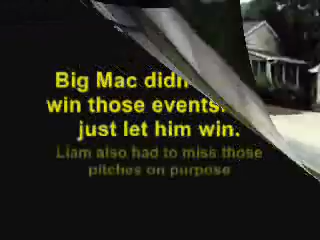 Big Mac didn
win those events.
just let him win.
Liam also had to miss those
pitches on purpose